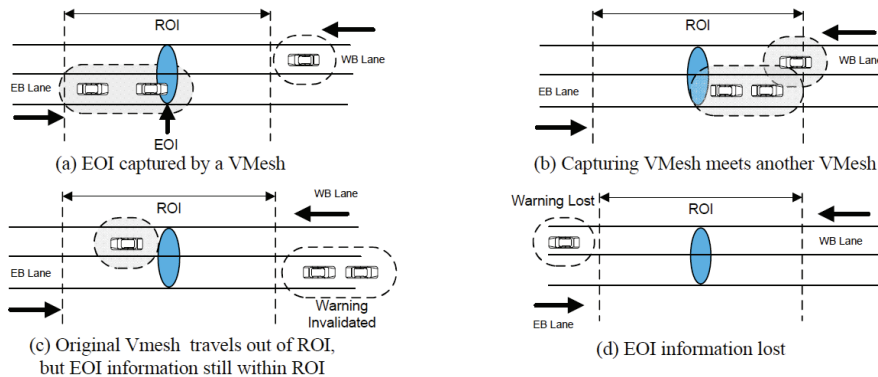 ROI
WB Lane
EB Lane
EOI
(a) EOI captured by a VMesh
ROI
WB Lane
EB Lane
(b) Capturing VMesh meets another VMesh
WB Lane
ROI
EB Lane
Warning
Invalidated
(c) Original Vmesh travels out of ROI,
but EOI information still within ROI
Warning Lost
ROI
WB Lane
EB Lane
(d) EOI information lost